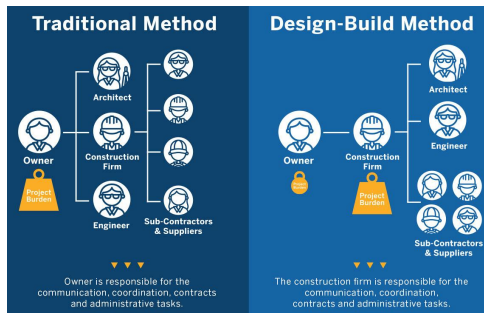 Traditional Method
Architect
Owner
Construction
Firm
Project
Burden
Engineer
Sub-Contractors
& Suppliers
Owner is responsible for the
communication, coordination, contracts
and administrative tasks.
Design-Build Method
Architect
Engineer
Owner
Construction
Firm
Project
Burden
Sub-Contractors
& Suppliers
The construction firm is responsible for the
communication, coordination,
contracts and administrative tasks.